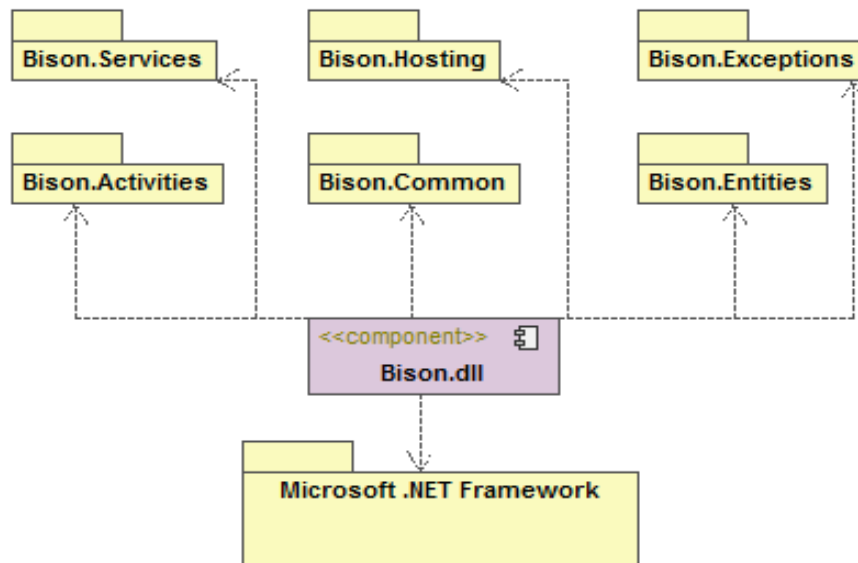 Bison.Services
Bison.Hosting
Bison.Exceptions
Bison.Activities
Bison.Common
Bison.Entities
<<component>>
Bison.dll
Microsoft .NET Framework